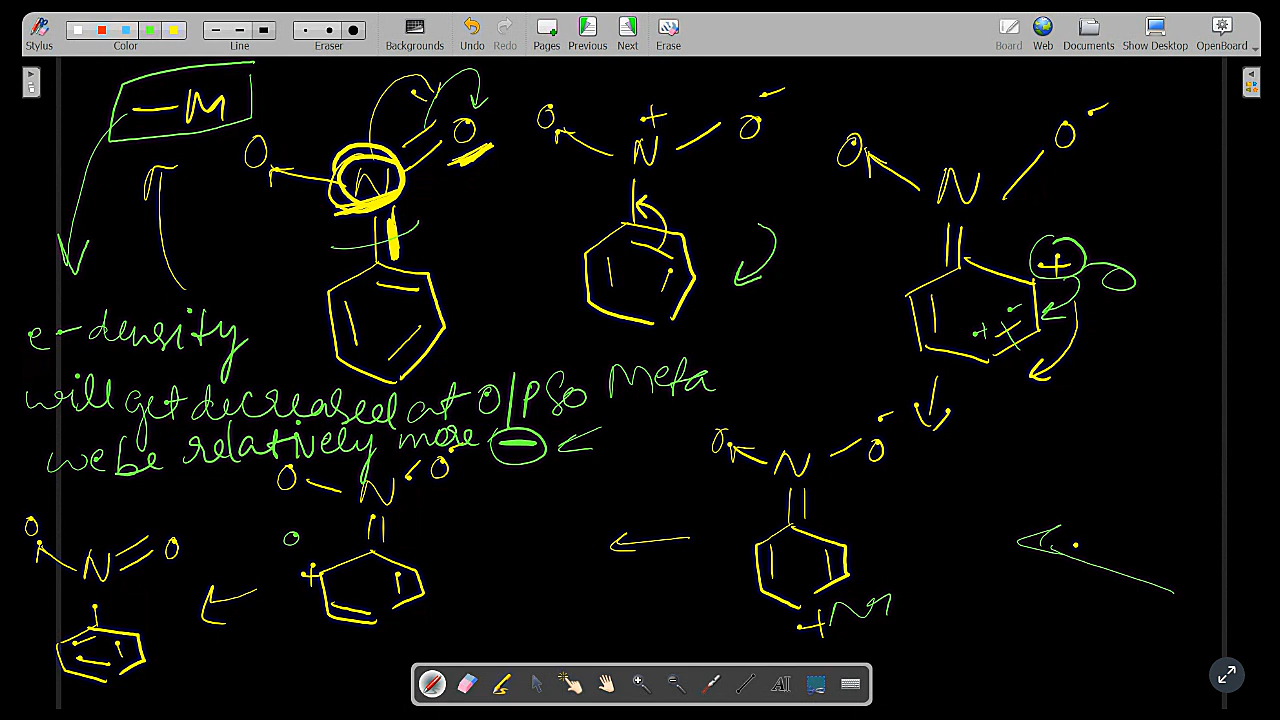 Stylus
Color
Line
Eraser
Backgrounds
Undo
Redo
Pages
Previous
Next
Erase
Board
Web
Documents
Show Desktop
OpenBoard
-M
O
N
O
O
N
+
O
-
O
N
O
-
+
O
+
-
e- density
will get decreased at O/P so Meta
we be relatively more -
O
N
O
-
O
N
O
-
O
N
O
O
+
+
AI